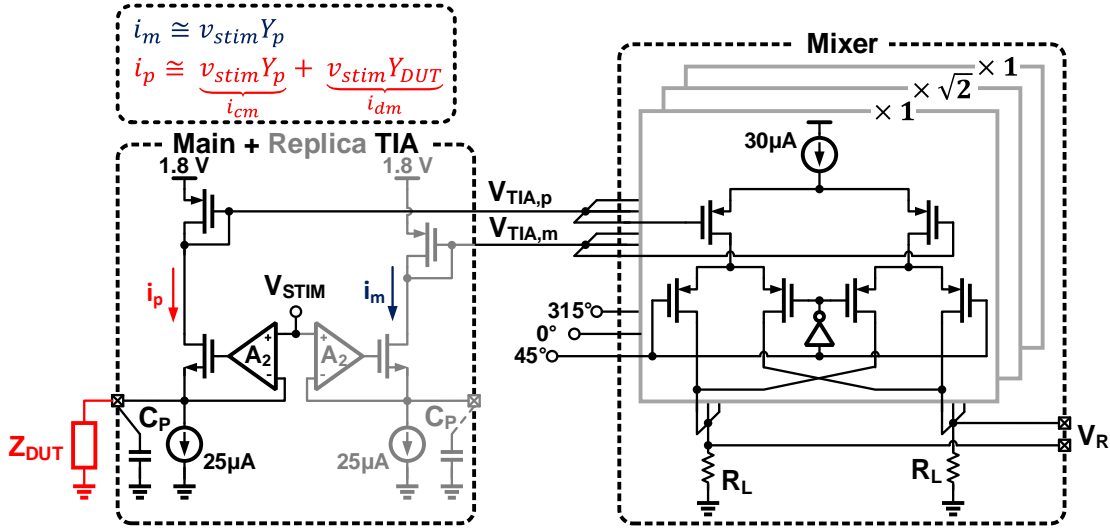 i_m ≅ v_stim Y_p
i_p ≅ v_stim Y_p + v_stim Y_DUT
i_cm i_dm
Main + Replica TIA
1.8 V 1.8 V
V_TIA,p
V_TIA,m
i_p
V_STIM
i_m
A_2 A_2
+ +
- -
C_P C_P
Z_DUT
25µA 25µA
Mixer
× 1
× √2
× 1
30µA
315°
0°
45°
V_R
R_L R_L